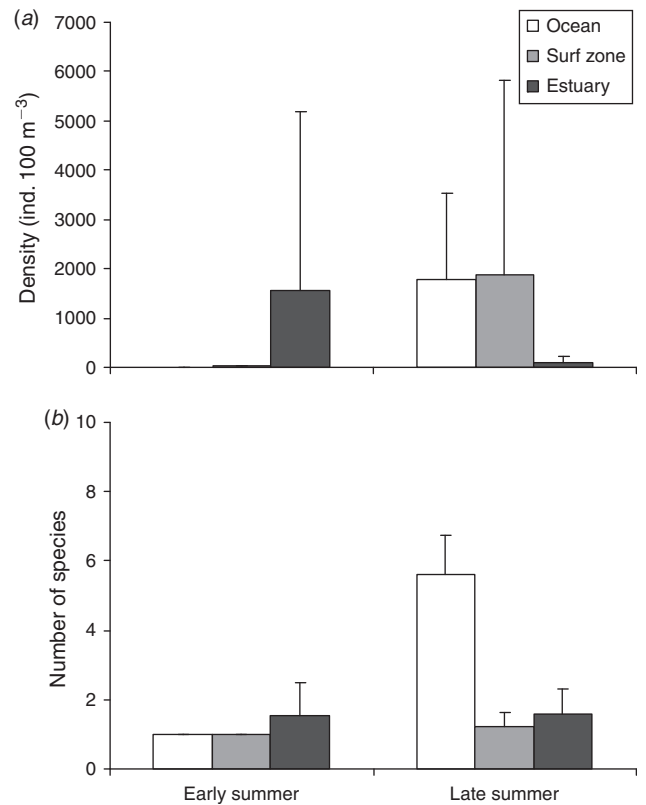 (a)
7000
6000
5000
4000
3000
2000
1000
0
Density (ind. 100 m⁻³)
Ocean
Surf zone
Estuary
(b)
10
8
6
4
2
0
Number of species
Early summer Late summer